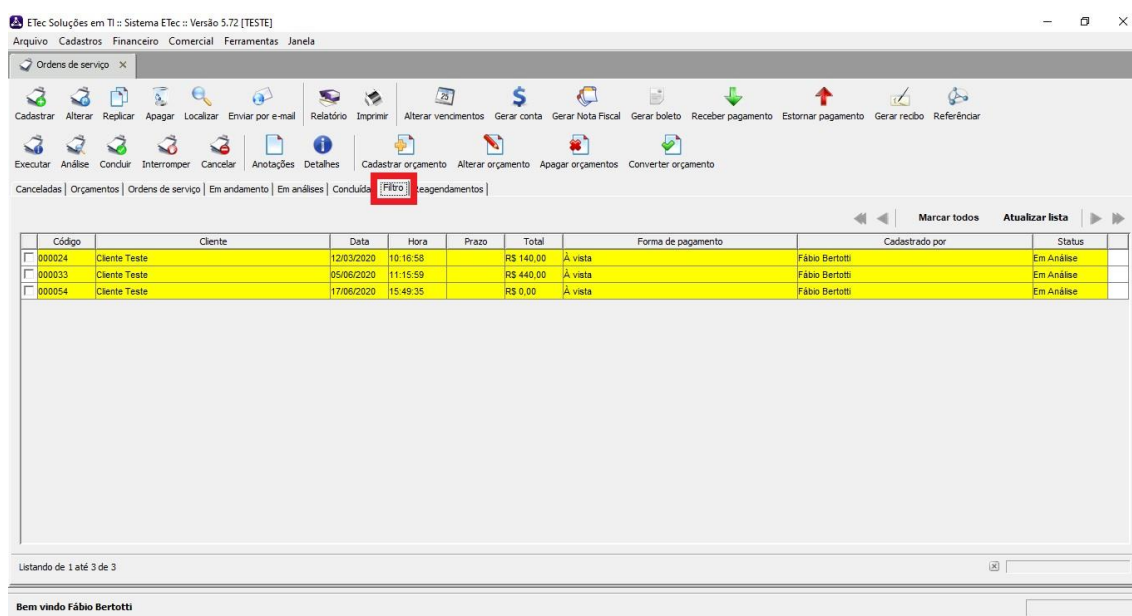 ETec Soluções em TI :: Sistema ETec :: Versão 5.72 [TESTE]
Arquivo Cadastros Financeiro Comercial Ferramentas Janela
Ordens de serviço
Cadastrar Alterar Replicar Apagar Localizar Enviar por e-mail Relatório Imprimir Alterar vencimentos Gerar conta Gerar Nota Fiscal Gerar boleto Receber pagamento Estornar pagamento Gerar recibo Referênciar
Executar Análise Concluir Interromper Cancelar Anotações Detalhes Cadastrar orçamento Alterar orçamento Apagar orçamentos Converter orçamento
Canceladas | Orçamentos | Ordens de serviço | Em andamento | Em análises | Concluída Filtro eagendamentos |
Marcar todos Atualizar lista
Código Cliente Data Hora Prazo Total Forma de pagamento Cadastrado por Status
000024 Cliente Teste 12/03/2020 10:16:58 R$ 140,00 À vista Fábio Bertotti Em Análise
000033 Cliente Teste 05/06/2020 11:15:59 R$ 440,00 À vista Fábio Bertotti Em Análise
000054 Cliente Teste 17/06/2020 15:49:35 R$ 0,00 À vista Fábio Bertotti Em Análise
Listando de 1 até 3 de 3
Bem vindo Fábio Bertotti